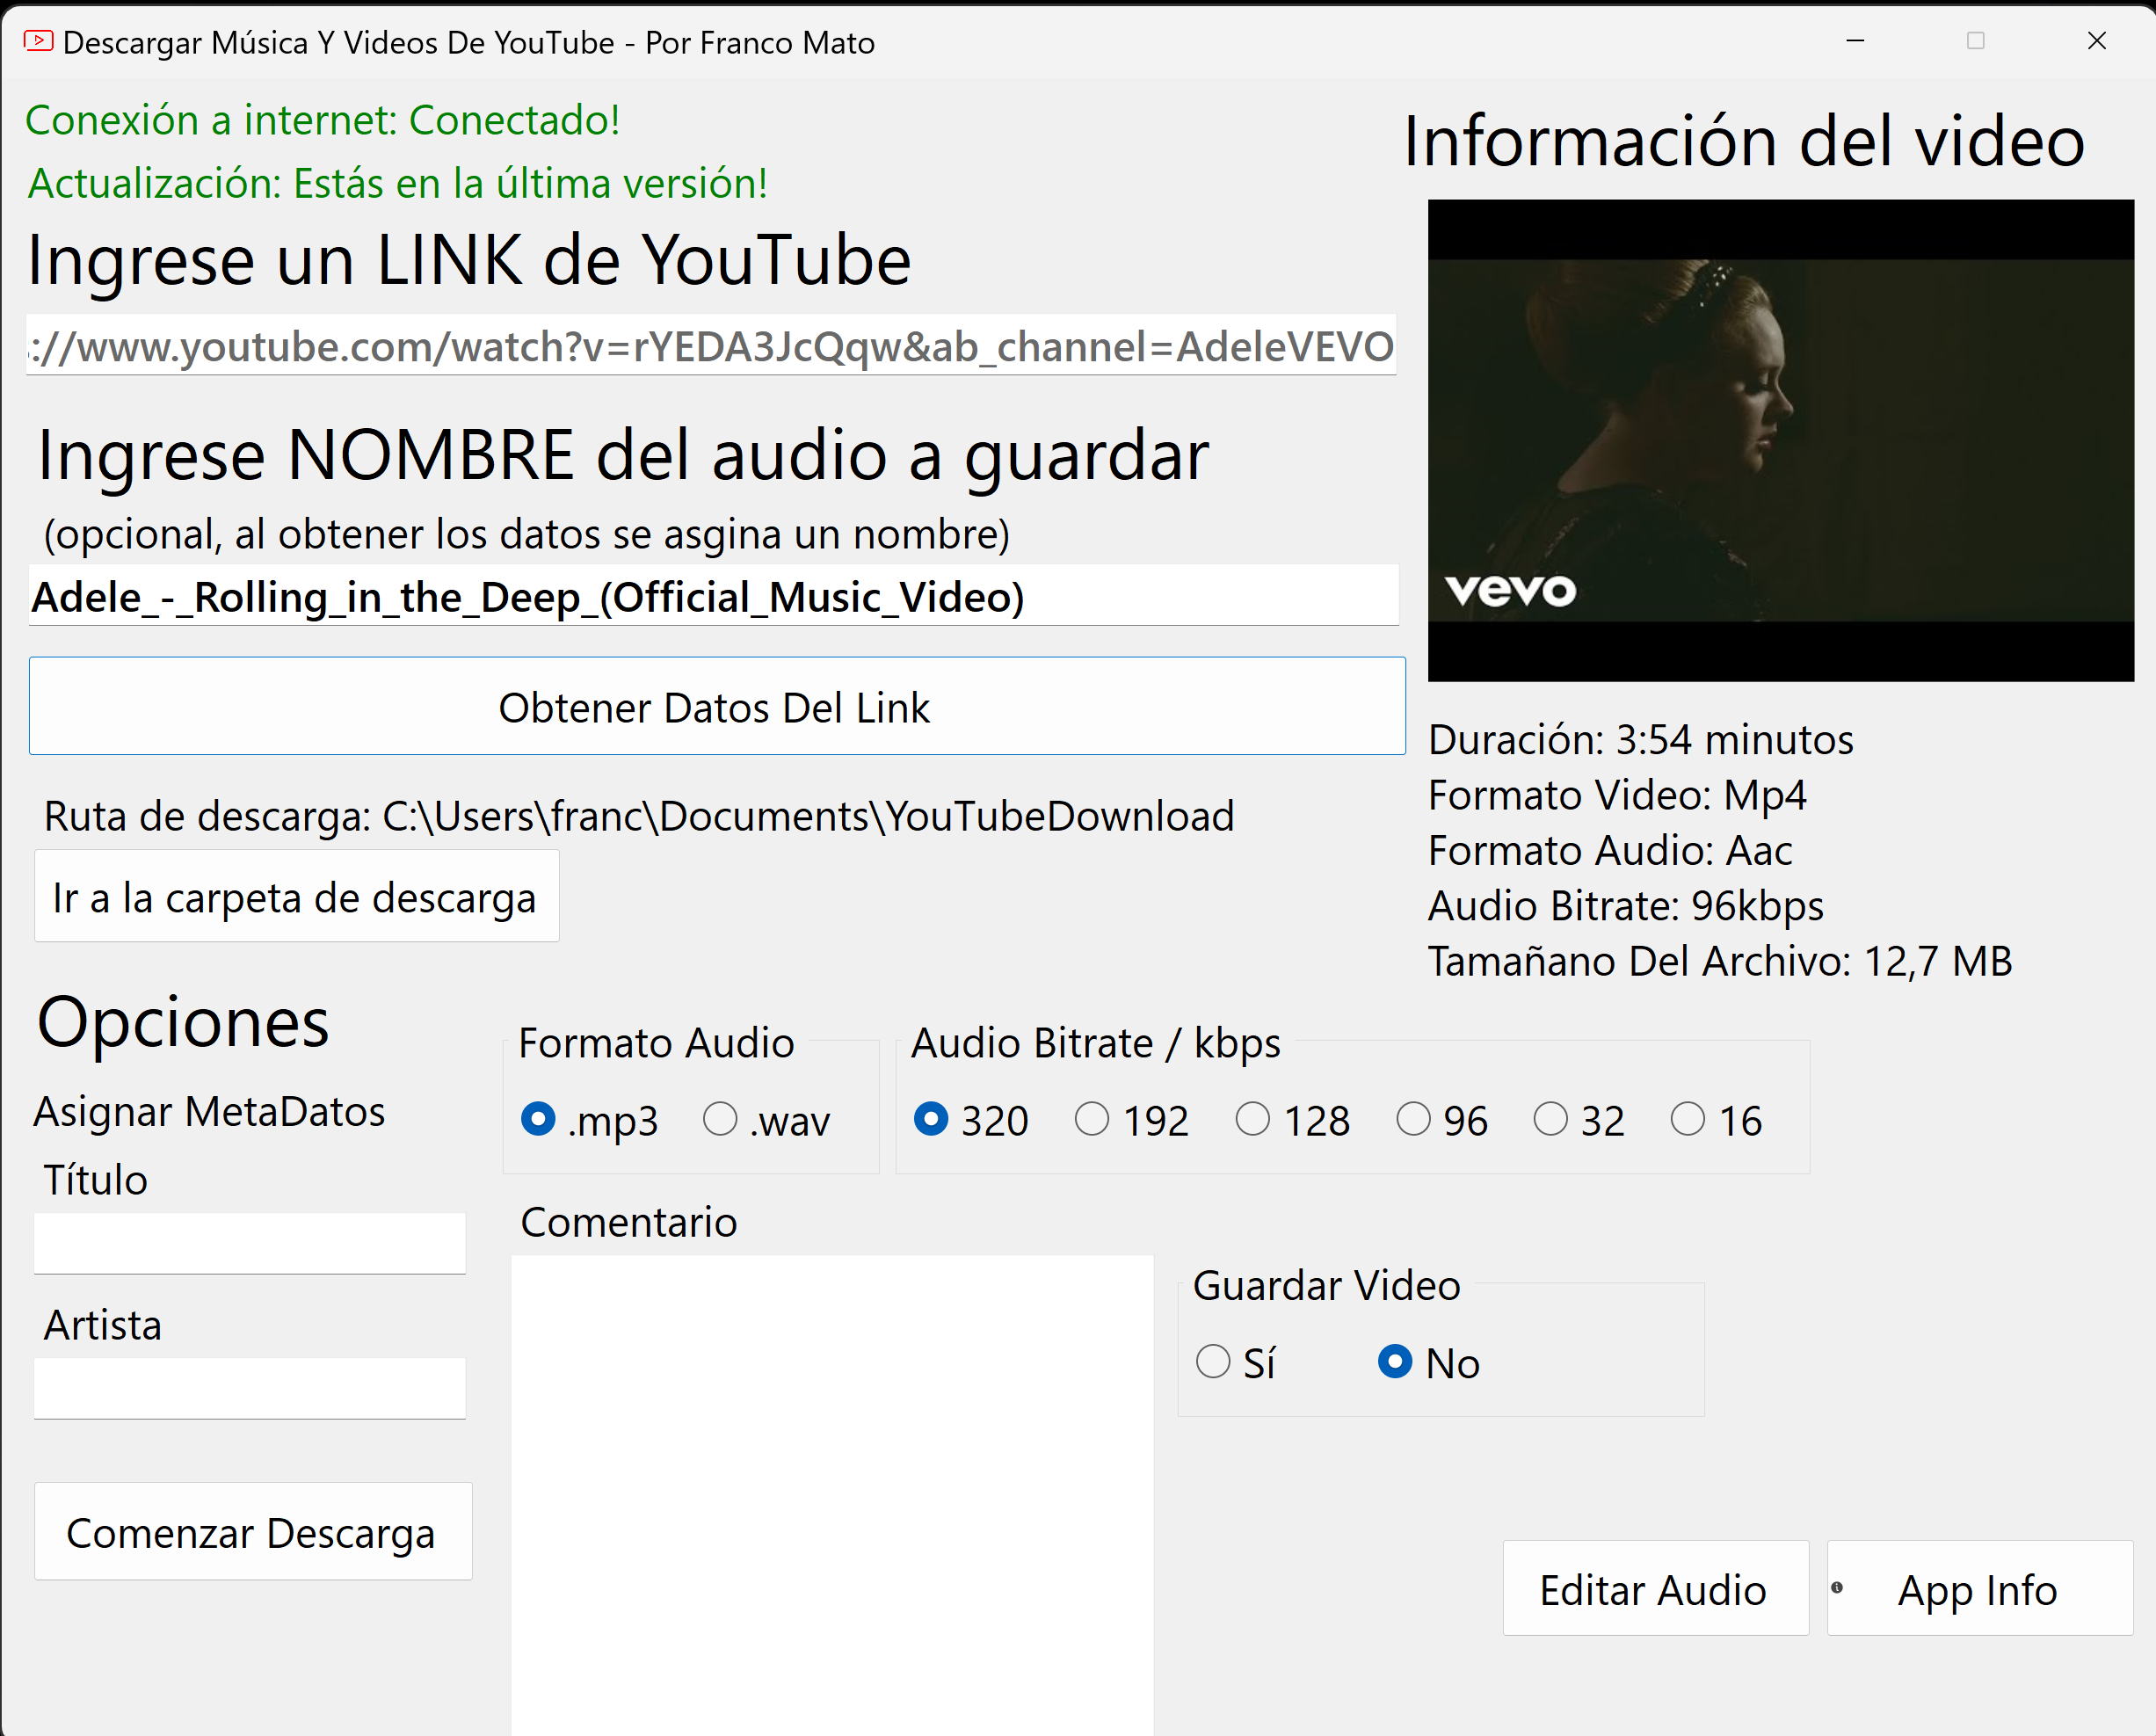 Descargar Música Y Videos De YouTube - Por Franco Mato
Conexión a internet: Conectado!
Actualización: Estás en la última versión!
Ingrese un LINK de YouTube
://www.youtube.com/watch?v=rYEDA3JcQqw&ab_channel=AdeleVEVO
Ingrese NOMBRE del audio a guardar
(opcional, al obtener los datos se asgina un nombre)
Adele_-_Rolling_in_the_Deep_(Official_Music_Video)
Obtener Datos Del Link
Ruta de descarga: C:\Users\franc\Documents\YouTubeDownload
Ir a la carpeta de descarga
Información del video
vevo
Duración: 3:54 minutos
Formato Video: Mp4
Formato Audio: Aac
Audio Bitrate: 96kbps
Tamañano Del Archivo: 12,7 MB
Opciones
Asignar MetaDatos
Título
Artista
Comenzar Descarga
Formato Audio
.mp3 .wav
Audio Bitrate / kbps
320 192 128 96 32 16
Comentario
Guardar Video
Sí No
Editar Audio
App Info